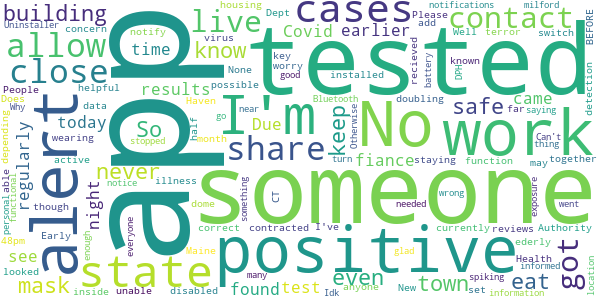 building
Uninstaller
concern
housing
Dept
cases
Please
add
notifications
milford
BEFORE
allow
notify
virus
time
live
know
Covid
earlier
contact
Well
terror
switch
close
None
key
worry
good
installed
recieved
battery
DPH
known
tested
detection
People
Why
helpful
data
results
possible
near
Bluetooth
doubling
far
saying
Does
depending
able
regularly
wearing
today
So
Haven
month
half
go
I'm
Due
keep
Otherwise
No
safe
came
Can't
thing
work
alert
app
active
never
stopped
share
turn
fiance
staying
function
may
together
personal
functional
though
night
notice
illness
everyone
dome
something
CT
someone
needed
wrong
exposure
went
48pm
Early
see
looked
mask
enough
state
correct
contracted
I've
Maine
many
positive
glad
currently
reviews
Authority
Health
informed
ederly
got
location
inside
unable
disabled
found
test
Idk
even
anyone
town
New
set
spiking
information
eat